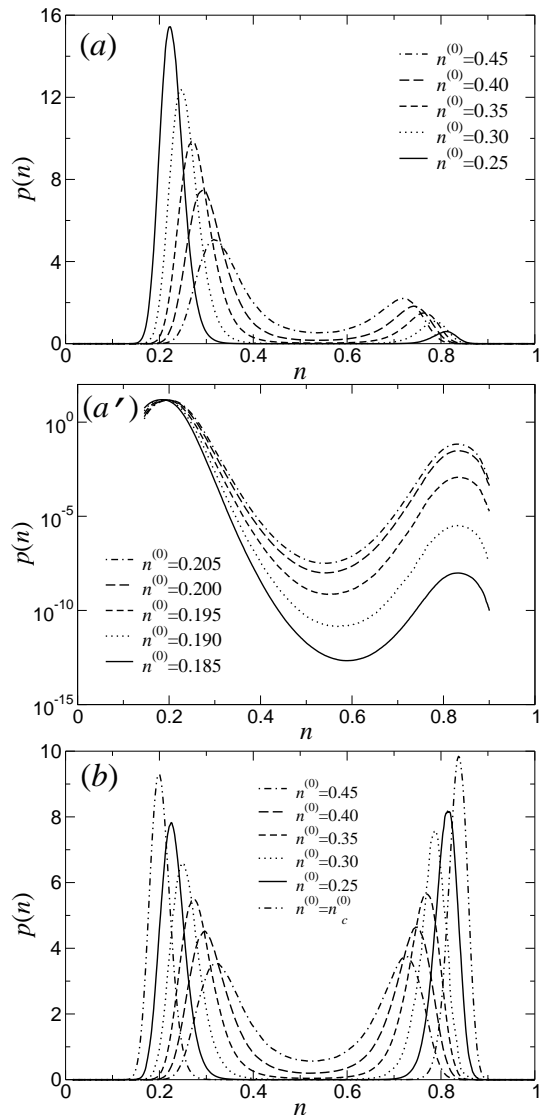 (a)
n^(0)=0.45
n^(0)=0.40
n^(0)=0.35
n^(0)=0.30
n^(0)=0.25
16
12
8
4
0
p(n)
0 0.2 0.4 0.6 0.8 1
n
(a′)
10^0
10^-5
10^-10
10^-15
p(n)
n^(0)=0.205
n^(0)=0.200
n^(0)=0.195
n^(0)=0.190
n^(0)=0.185
0 0.2 0.4 0.6 0.8 1
n
(b)
n^(0)=0.45
n^(0)=0.40
n^(0)=0.35
n^(0)=0.30
n^(0)=0.25
n^(0)=n_c^(0)
10
8
6
4
2
0
p(n)
0 0.2 0.4 0.6 0.8 1
n